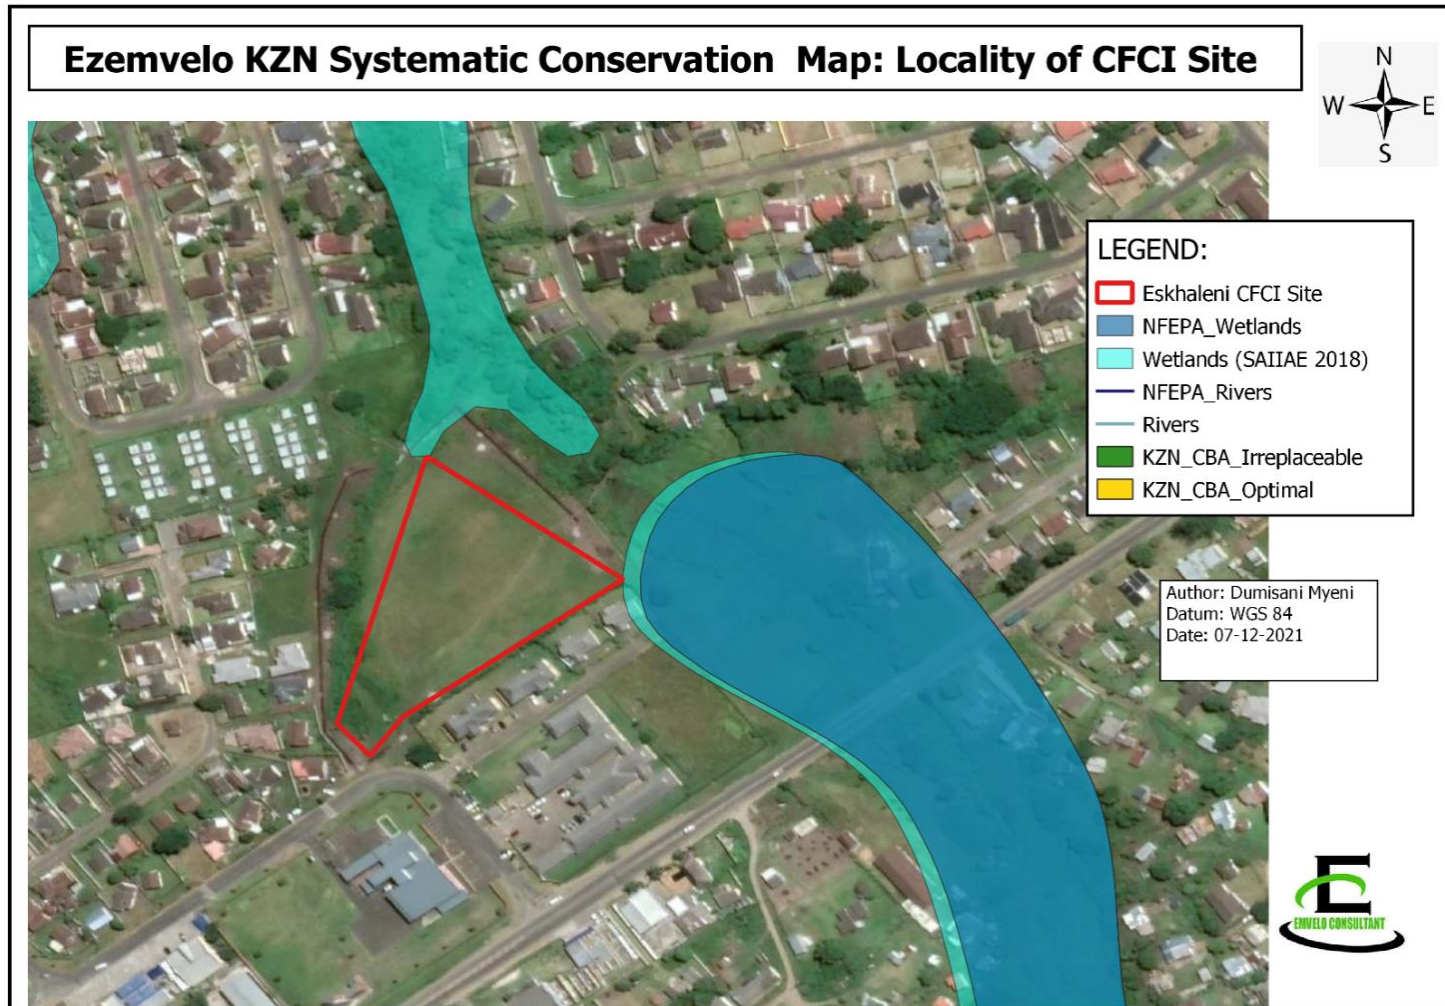 Ezemvelo KZN Systematic Conservation Map: Locality of CFCI Site
N
W E
S
LEGEND:
Eskhaleni CFCI Site
NFEPA_Wetlands
Wetlands (SAIIAE 2018)
NFEPA_Rivers
Rivers
KZN_CBA_Irreplaceable
KZN_CBA_Optimal
Author: Dumisani Myeni
Datum: WGS 84
Date: 07-12-2021
E
EMVELO CONSULTANT